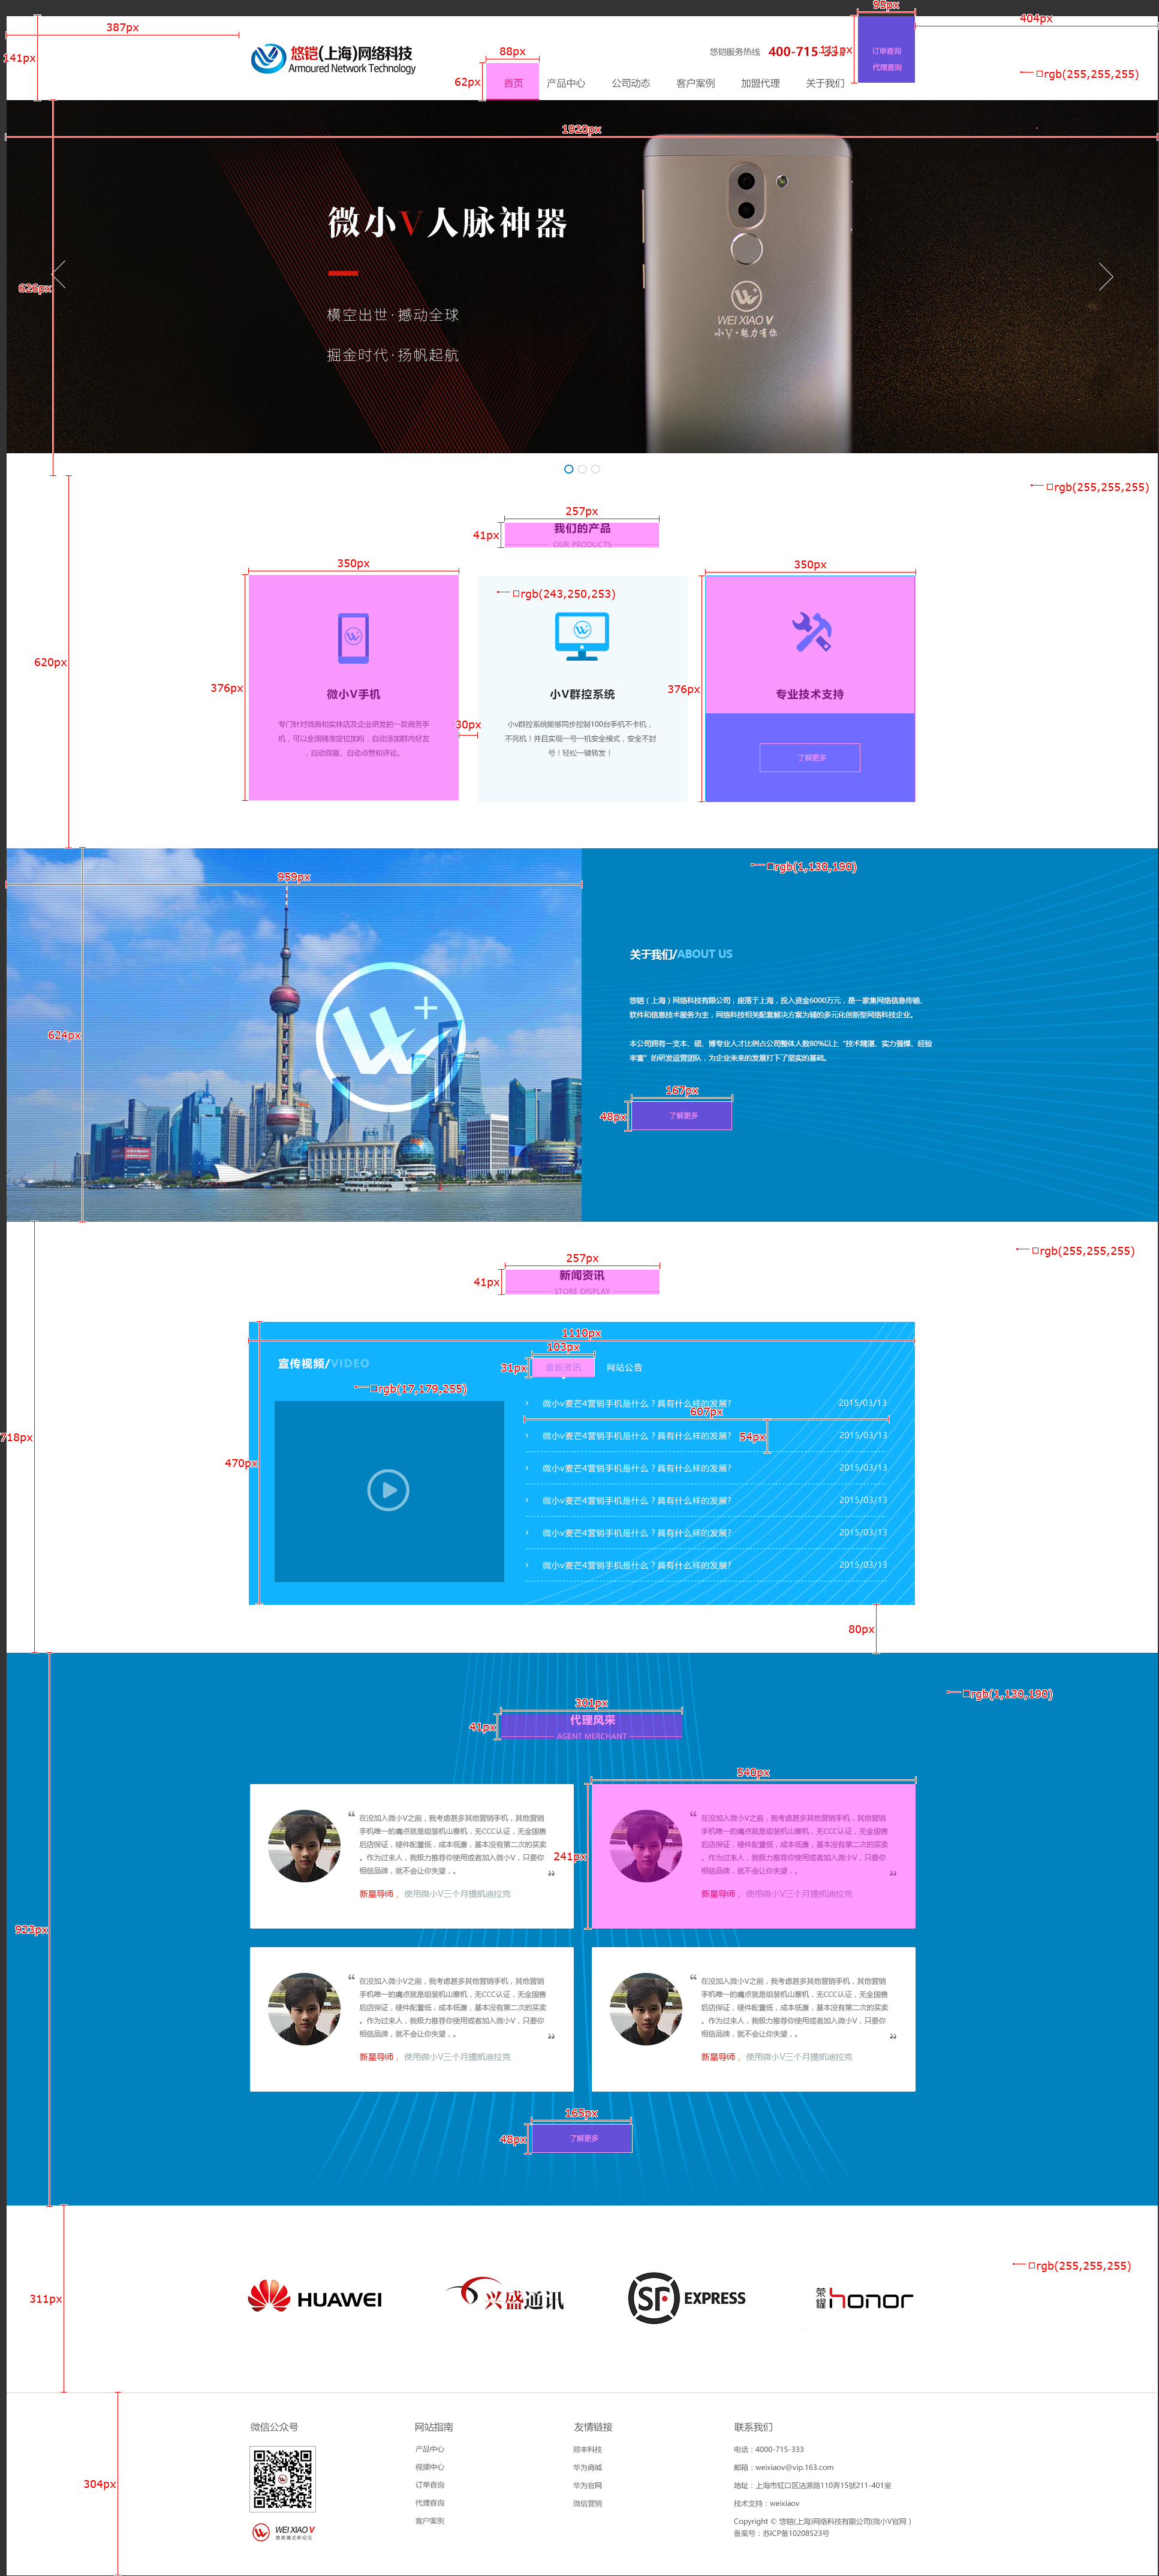 95px
387px
404px
141px
悠铠(上海)网络科技
Armoured Network Technology
88px
悠铠服务热线
111px
订单查询
代理查询
rgb(255,255,255)
62px
首页
产品中心
公司动态
客户案例
加盟代理
关于我们
1920px
微小V人脉神器
626px
横空出世·撼动全球
掘金时代·扬帆起航
WEI XIAO V
小V·魅力有你
rgb(255,255,255)
257px
41px
我们的产品
OUR PRODUCTS
350px
350px
rgb(243,250,253)
620px
376px
376px
微小V手机
小V群控系统
专业技术支持
专门针对微商和实体店及企业研发的一款商务手
机，可以全国精准定位加粉，自动添加群内好友
，自动回复、自动点赞和评论。
30px
小v群控系统能够同步控制100台手机不卡机，
不死机！并且实现一号一机安全模式，安全不封
号！轻松一键转发！
了解更多
rgb(1,130,190)
959px
关于我们/ABOUT US
悠铠（上海）网络科技有限公司，座落于上海，投入资金6000万元，是一家集网络信息传输、
软件和信息技术服务为主，网络科技相关配套解决方案为辅的多元化创新型网络科技企业。
本公司拥有一支本、硕、博专业人才比例占公司整体人数80%以上“技术精湛、实力强悍、经验
丰富”的研发运营团队，为企业未来的发展打下了坚实的基础。
624px
167px
48px
了解更多
rgb(255,255,255)
257px
41px
新闻资讯
STORE DISPLAY
1110px
103px
宣传视频/VIDEO
31px
最新资讯
网站公告
rgb(17,179,255)
微小v麦芒4营销手机是什么？具有什么样的发展?
2015/03/13
607px
微小v麦芒4营销手机是什么？具有什么样的发展?
54px
2015/03/13
718px
470px
微小v麦芒4营销手机是什么？具有什么样的发展?
2015/03/13
微小v麦芒4营销手机是什么？具有什么样的发展?
2015/03/13
微小v麦芒4营销手机是什么？具有什么样的发展?
2015/03/13
微小v麦芒4营销手机是什么？具有什么样的发展?
2015/03/13
80px
rgb(1,130,190)
301px
41px
代理风采
AGENT MERCHANT
540px
“ 在没加入微小V之前，我考虑甚多其他营销手机，其他营销
手机唯一的痛点就是组装机山寨机，无CCC认证，无全国售
后店保证，硬件配置低，成本低廉，基本没有第二次的买卖
。作为过来人，我极力推荐你使用或者加入微小V，只要你
相信品牌，就不会让你失望，。 ”
新星导师， 使用微小V三个月提凯迪拉克
“ 在没加入微小V之前，我考虑甚多其他营销手机，其他营销
手机唯一的痛点就是组装机山寨机，无CCC认证，无全国售
后店保证，硬件配置低，成本低廉，基本没有第二次的买卖
。作为过来人，我极力推荐你使用或者加入微小V，只要你
相信品牌，就不会让你失望，。 ”
新星导师， 使用微小V三个月提凯迪拉克
241px
923px
“ 在没加入微小V之前，我考虑甚多其他营销手机，其他营销
手机唯一的痛点就是组装机山寨机，无CCC认证，无全国售
后店保证，硬件配置低，成本低廉，基本没有第二次的买卖
。作为过来人，我极力推荐你使用或者加入微小V，只要你
相信品牌，就不会让你失望，。 ”
新星导师， 使用微小V三个月提凯迪拉克
“ 在没加入微小V之前，我考虑甚多其他营销手机，其他营销
手机唯一的痛点就是组装机山寨机，无CCC认证，无全国售
后店保证，硬件配置低，成本低廉，基本没有第二次的买卖
。作为过来人，我极力推荐你使用或者加入微小V，只要你
相信品牌，就不会让你失望，。 ”
新星导师， 使用微小V三个月提凯迪拉克
165px
48px
了解更多
rgb(255,255,255)
311px
HUAWEI
兴盛通讯
SF EXPRESS
荣耀 honor
304px
微信公众号
WEI XIAO V
网站指南
产品中心
视频中心
订单查询
代理查询
客户案例
友情链接
顺丰科技
华为商城
华为官网
微信营销
联系我们
电话：4000-715-333
邮箱：weixiaov@vip.163.com
地址：上海市虹口区沽源路110弄15號211-401室
技术支持：weixiaov
Copyright © 悠铠(上海)网络科技有限公司(微小V官网 )
备案号：苏ICP备10208523号